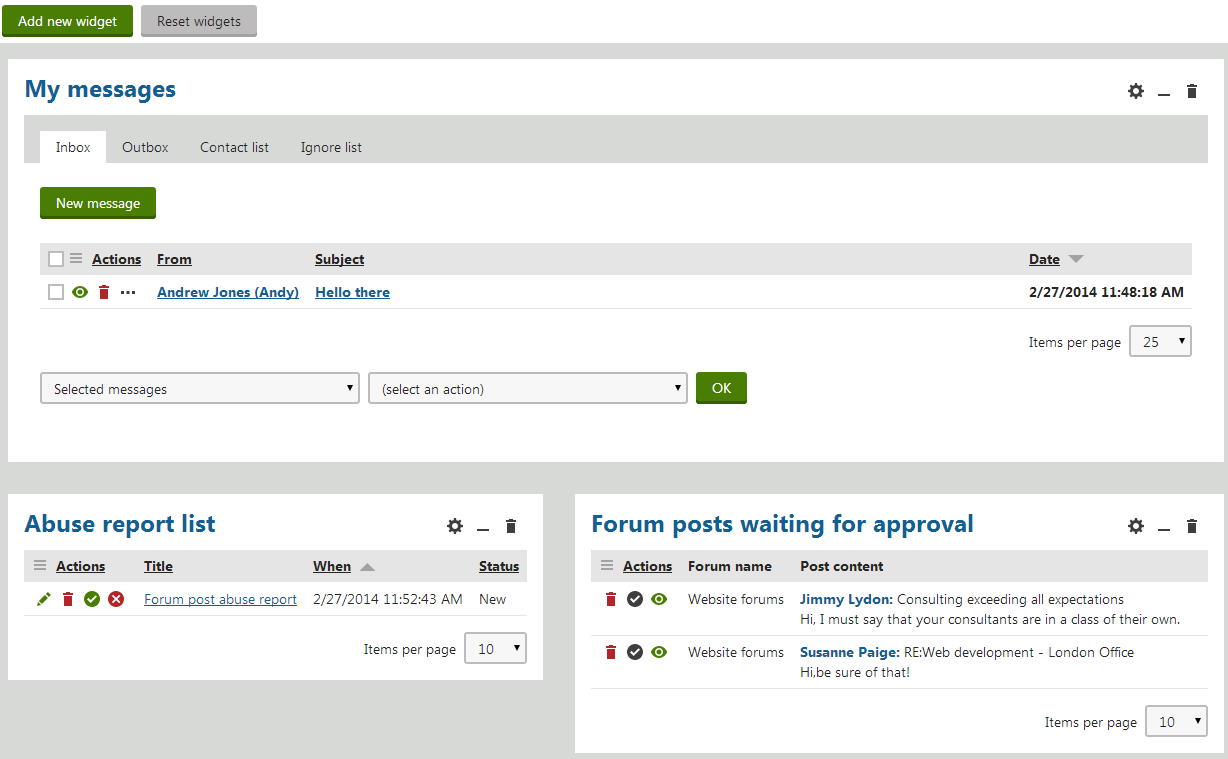 Add new widget Reset widgets
My messages
Inbox Outbox Contact list Ignore list
New message
Actions From Subject Date
Andrew Jones (Andy) Hello there 2/27/2014 11:48:18 AM
Items per page 25
Selected messages (select an action) OK
Abuse report list
Actions Title When Status
Forum post abuse report 2/27/2014 11:52:43 AM New
Items per page 10
Forum posts waiting for approval
Actions Forum name Post content
Website forums Jimmy Lydon: Consulting exceeding all expectations
Hi, I must say that your consultants are in a class of their own.
Website forums Susanne Paige: RE:Web development - London Office
Hi,be sure of that!
Items per page 10